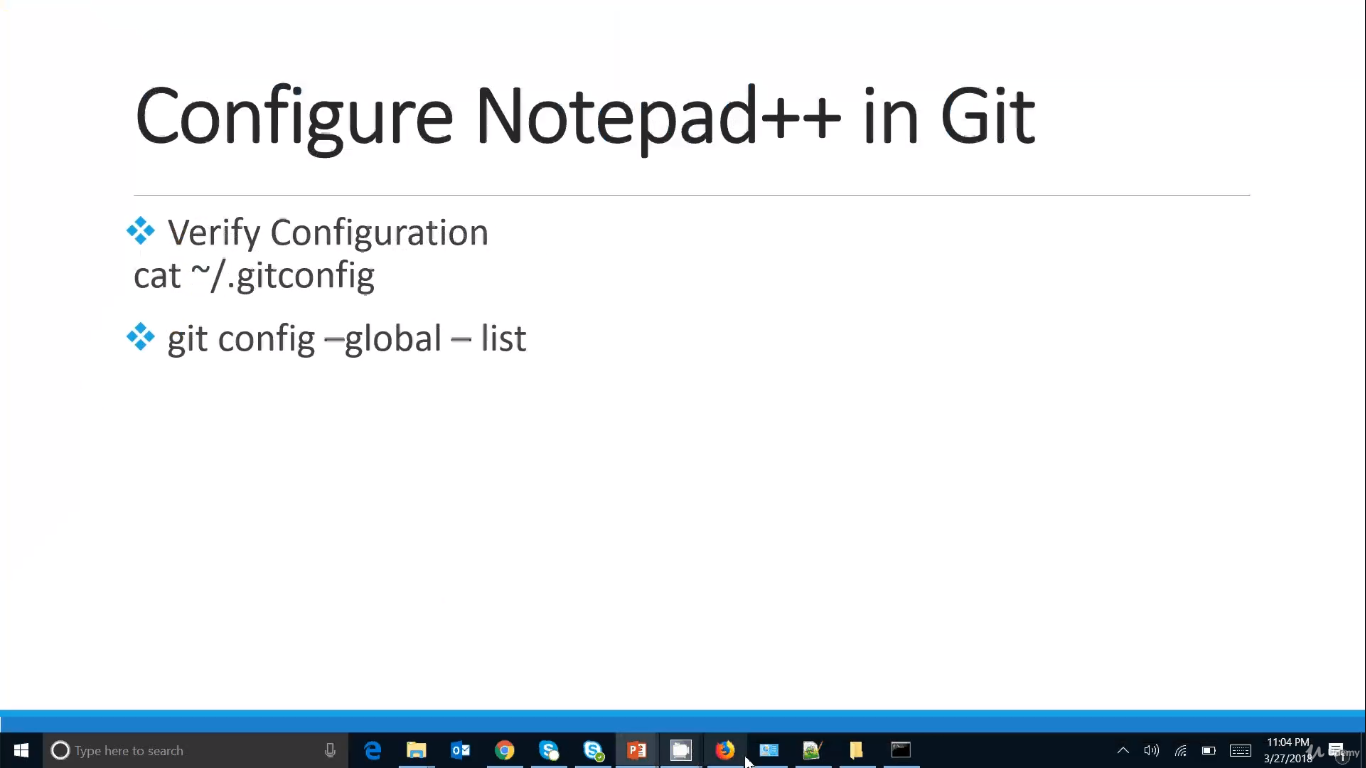 Configure Notepad++ in Git
Verify Configuration
cat ~/.gitconfig
git config –global – list
Type here to search
11:04 PM
3/27/2018